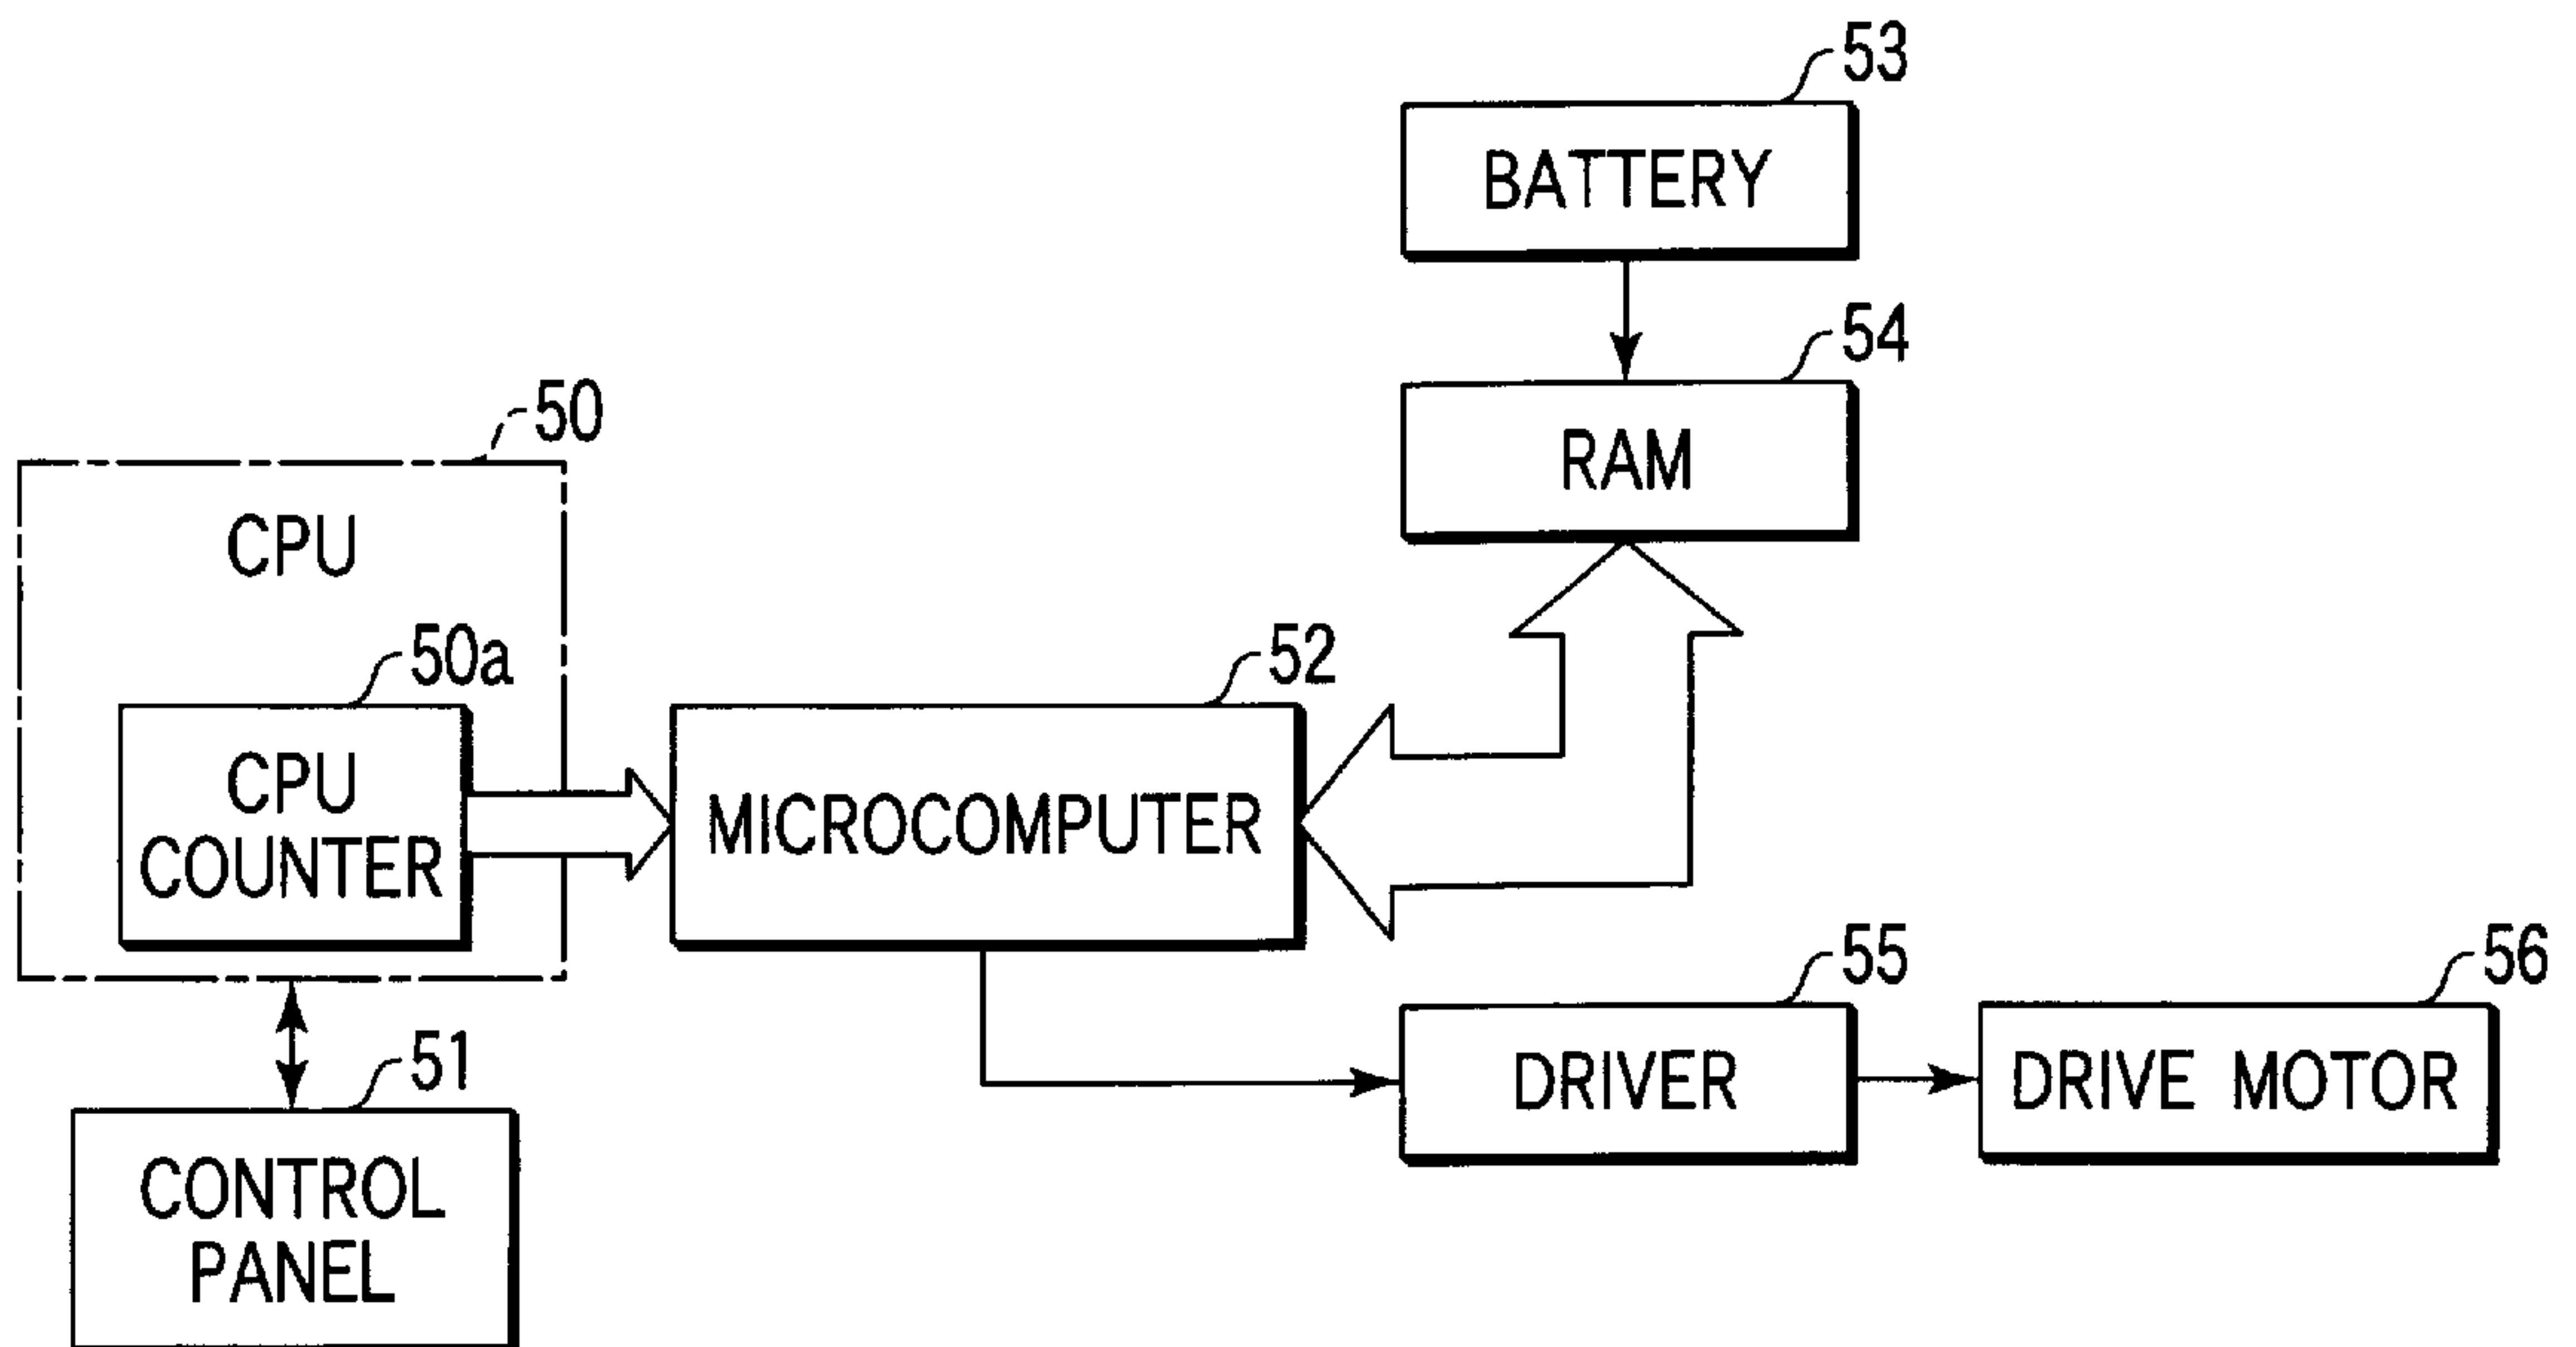 53
BATTERY
54
RAM
50
CPU
50a
CPU
COUNTER
52
MICROCOMPUTER
55
DRIVER
56
DRIVE MOTOR
51
CONTROL
PANEL